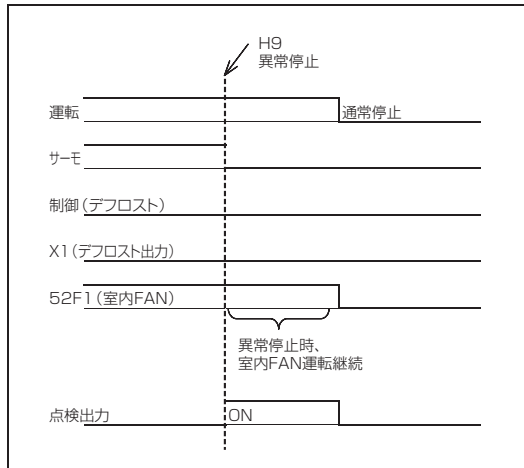 H9
異常停止
運転
通常停止
サーモ
制御（デフロスト）
X1（デフロスト出力）
52F1（室内FAN）
異常停止時、
室内FAN運転継続
点検出力
ON